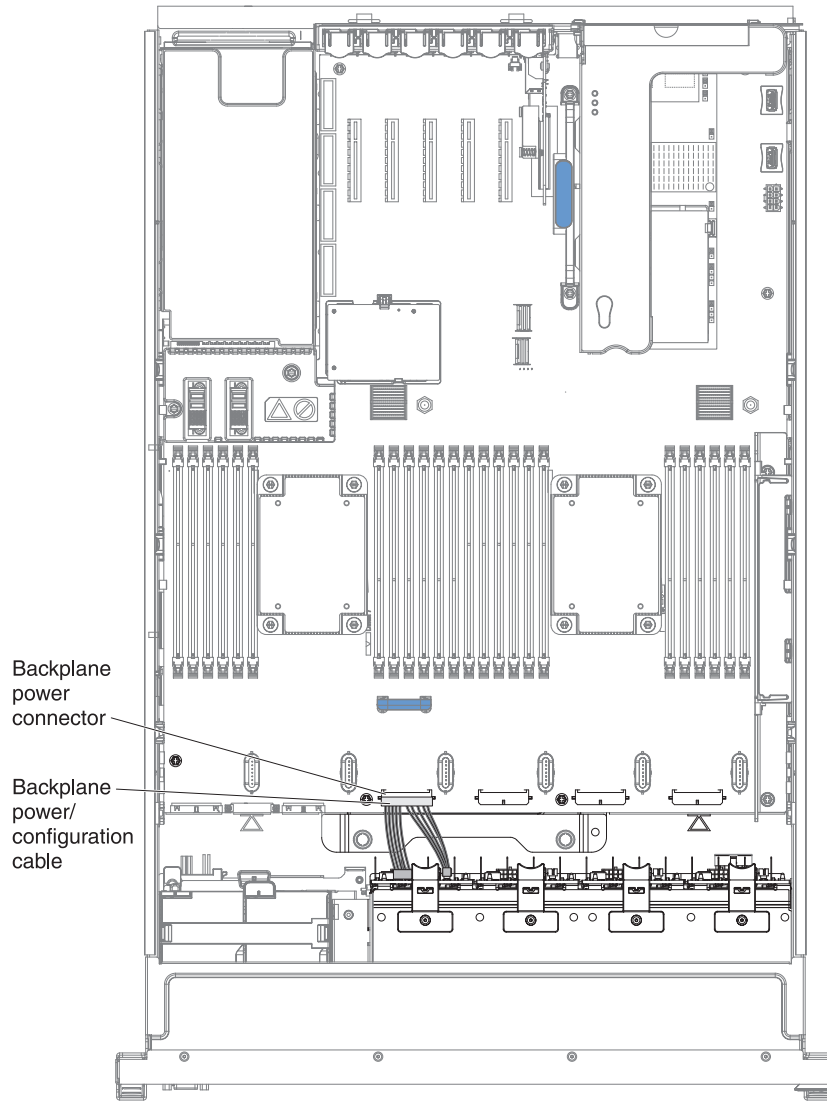 Backplane
power
connector
Backplane
power/
configuration
cable